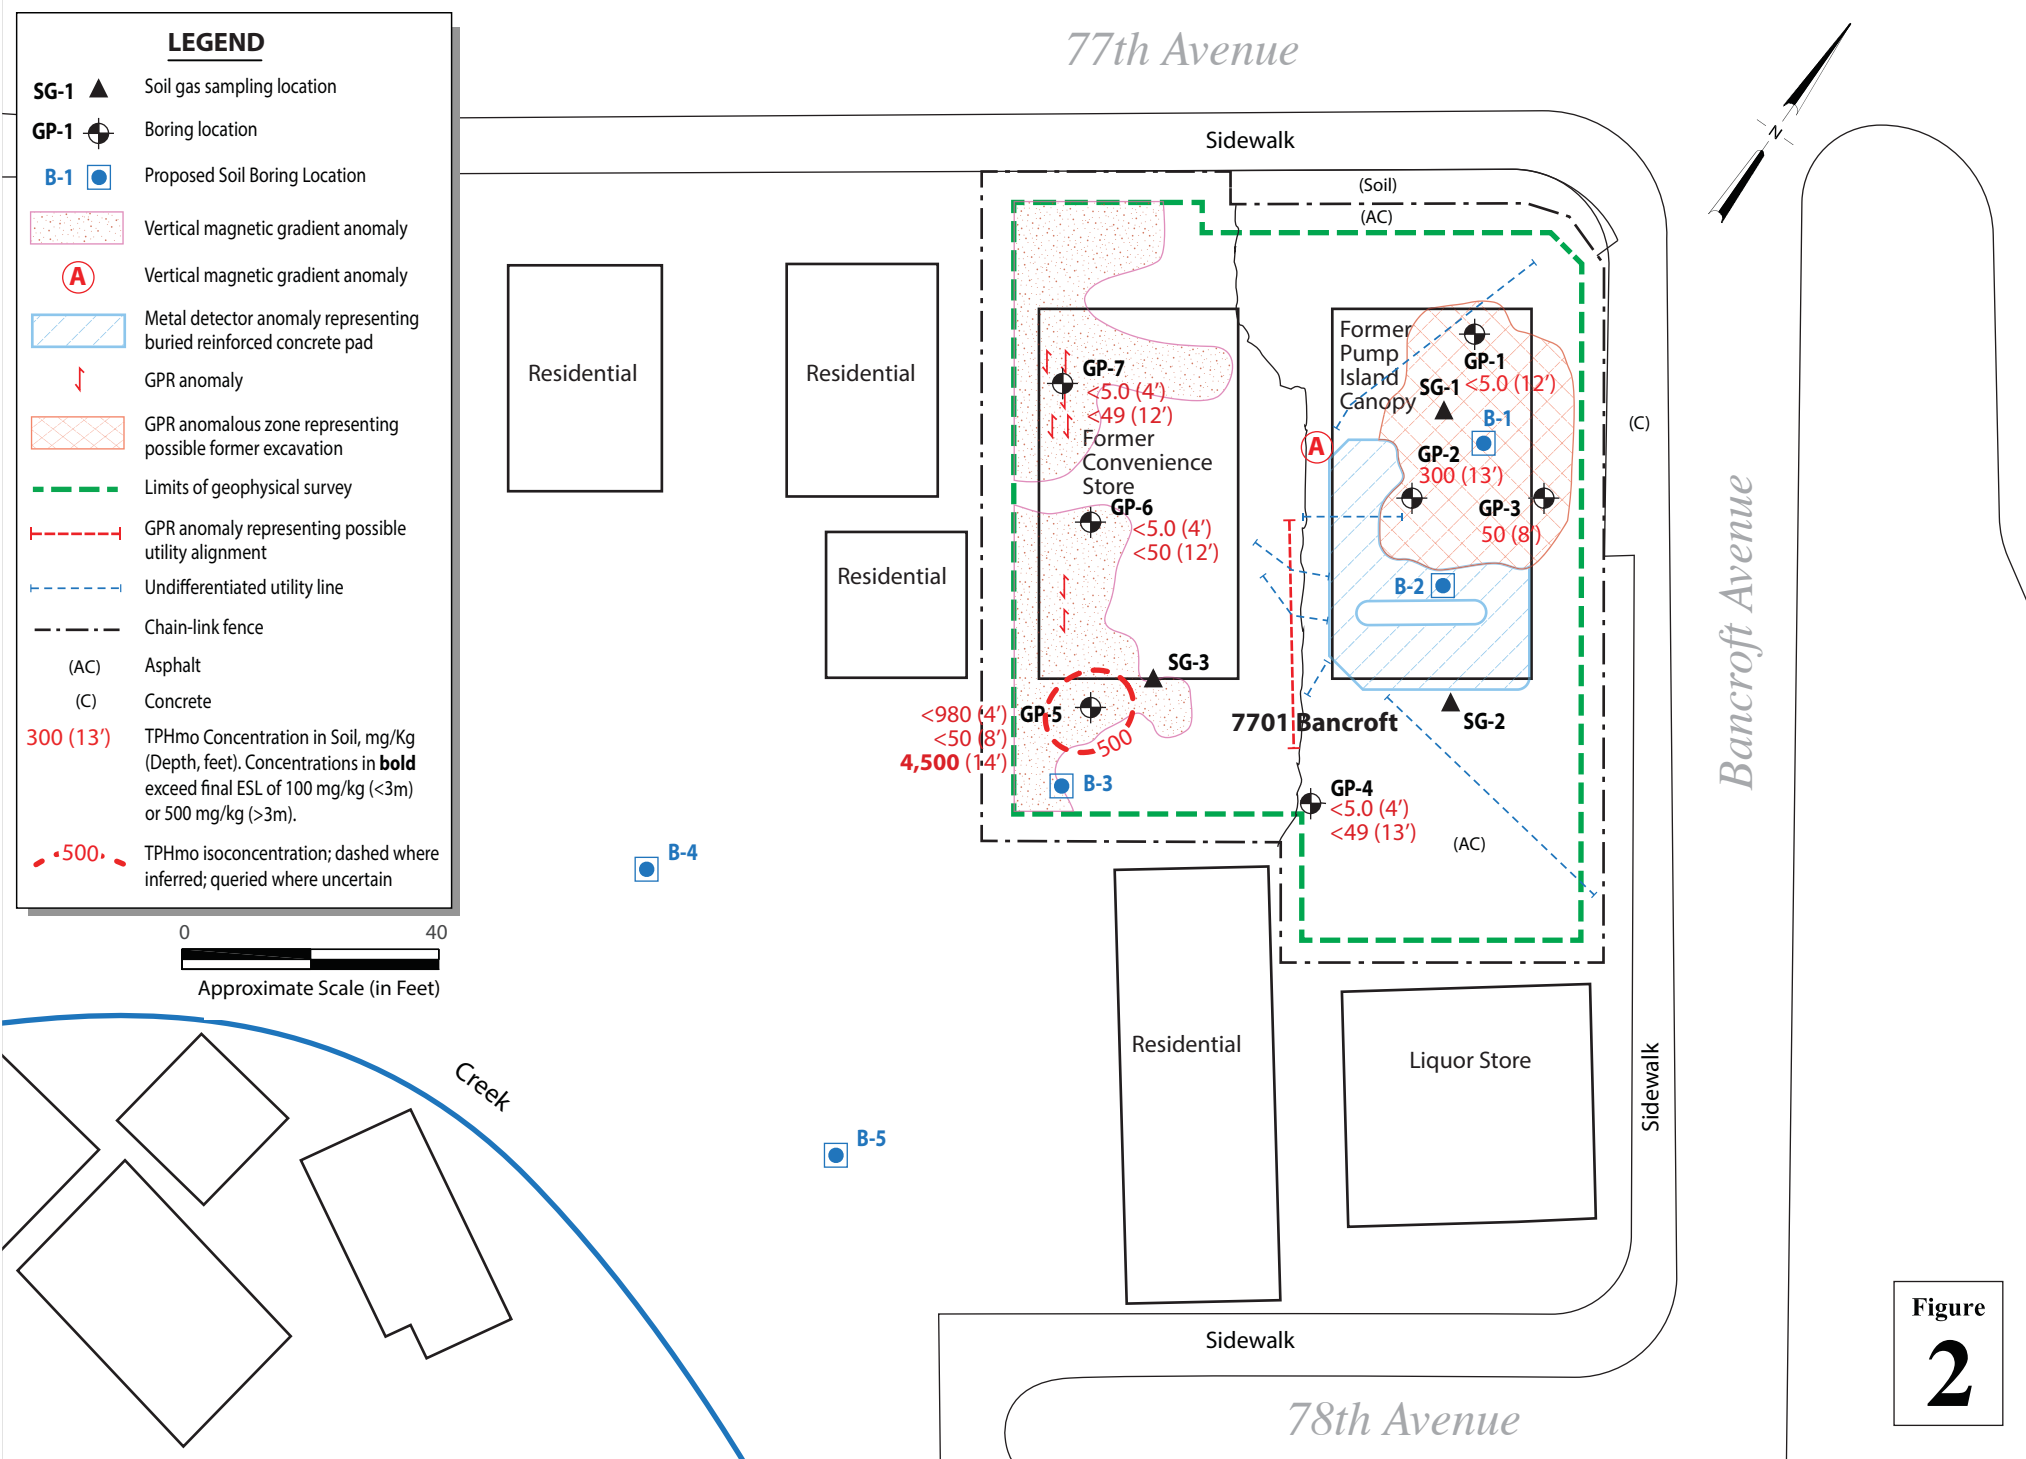 LEGEND
SG-1 Soil gas sampling location
GP-1 Boring location
B-1 Proposed Soil Boring Location
Vertical magnetic gradient anomaly
A Vertical magnetic gradient anomaly
Metal detector anomaly representing
buried reinforced concrete pad
GPR anomaly
GPR anomalous zone representing
possible former excavation
Limits of geophysical survey
GPR anomaly representing possible
utility alignment
Undifferentiated utility line
Chain-link fence
(AC) Asphalt
(C) Concrete
300 (13’) TPHmo Concentration in Soil, mg/Kg
(Depth, feet). Concentrations in bold
exceed final ESL of 100 mg/kg (<3m)
or 500 mg/kg (>3m).
500 TPHmo isoconcentration; dashed where
inferred; queried where uncertain
0 40
Approximate Scale (in Feet)
77th Avenue
Sidewalk
(Soil)
(AC)
N
Residential
Residential
Residential
GP-7
<5.0 (4’)
<49 (12’)
Former
Convenience
Store
GP-6
<5.0 (4’)
<50 (12’)
SG-3
GP-5
<980 (4’)
<50 (8’)
4,500 (14’)
500
B-3
Former
Pump
Island
Canopy
GP-1
<5.0 (12’)
SG-1
B-1
A
GP-2
300 (13’)
GP-3
50 (8’)
B-2
SG-2
7701 Bancroft
GP-4
<5.0 (4’)
<49 (13’)
(AC)
(C)
Bancroft Avenue
B-4
B-5
Creek
Residential
Liquor Store
Sidewalk
Sidewalk
78th Avenue
Figure
2